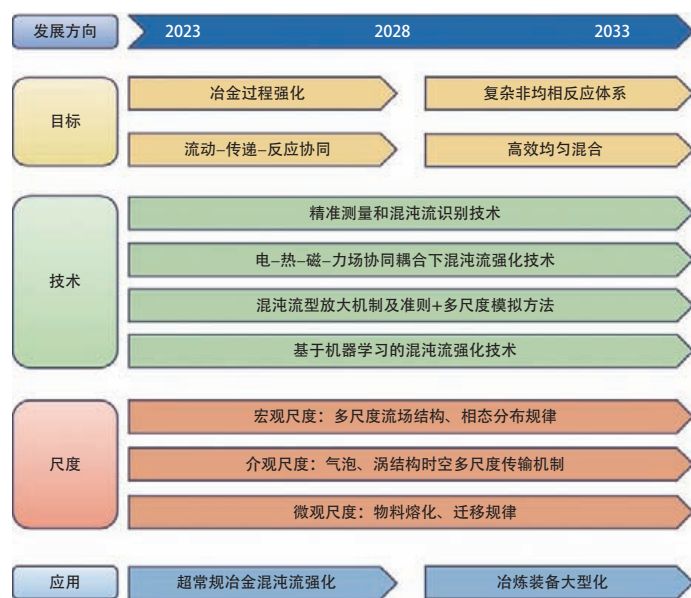 发展方向
2023 2028 2033
目标
冶金过程强化
复杂非均相反应体系
流动–传递–反应协同
高效均匀混合
技术
精准测量和混沌流识别技术
电–热–磁–力场协同耦合下混沌流强化技术
混沌流型放大机制及准则+多尺度模拟方法
基于机器学习的混沌流强化技术
尺度
宏观尺度：多尺度流场结构、相态分布规律
介观尺度：气泡、涡结构时空多尺度传输机制
微观尺度：物料熔化、迁移规律
应用
超常规冶金混沌流强化
冶炼装备大型化